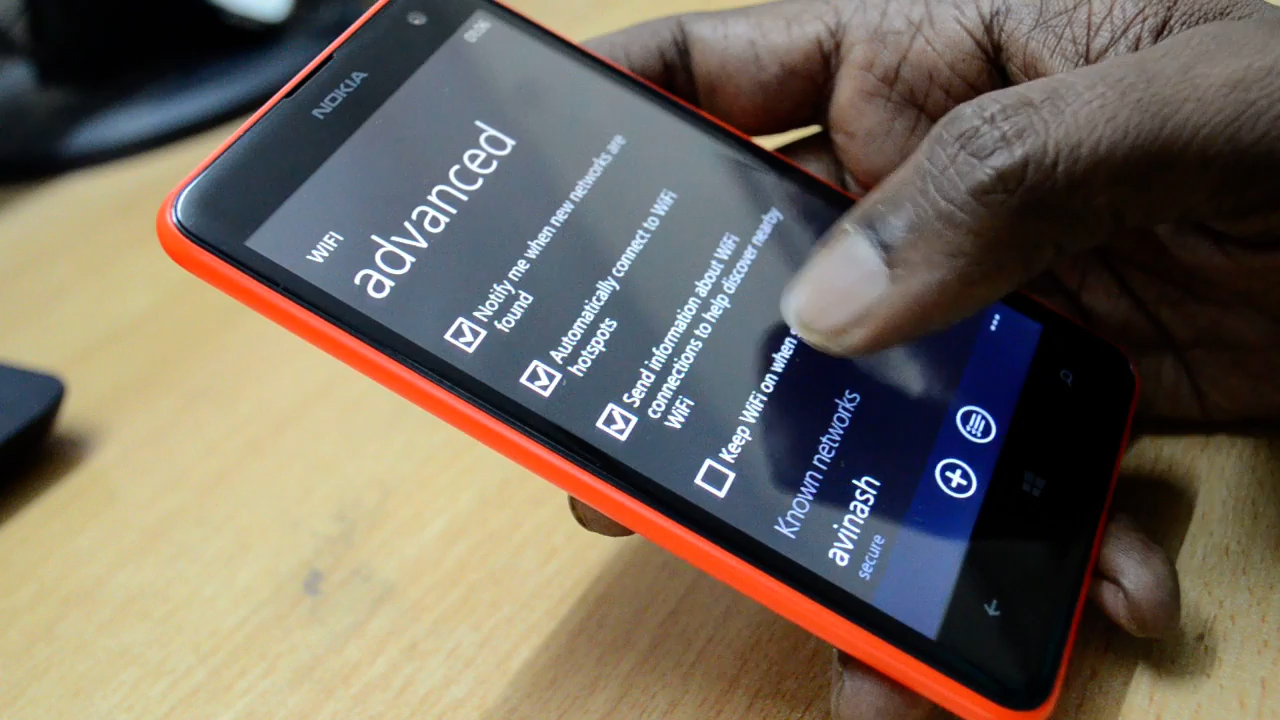 NOKIA
WIFI
advanced
Notify me when new networks are
found
Automatically connect to WiFi
hotspots
Send information about WiFi
connections to help discover nearby
WiFi
Keep WiFi on when
Known networks
avinash
secure